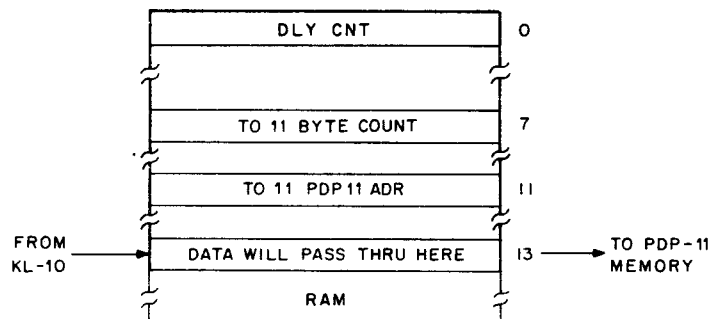 DLY CNT 0
TO 11 BYTE COUNT 7
TO 11 PDP11 ADR 11
FROM
KL-10
DATA WILL PASS THRU HERE 13
TO PDP-11
MEMORY
RAM